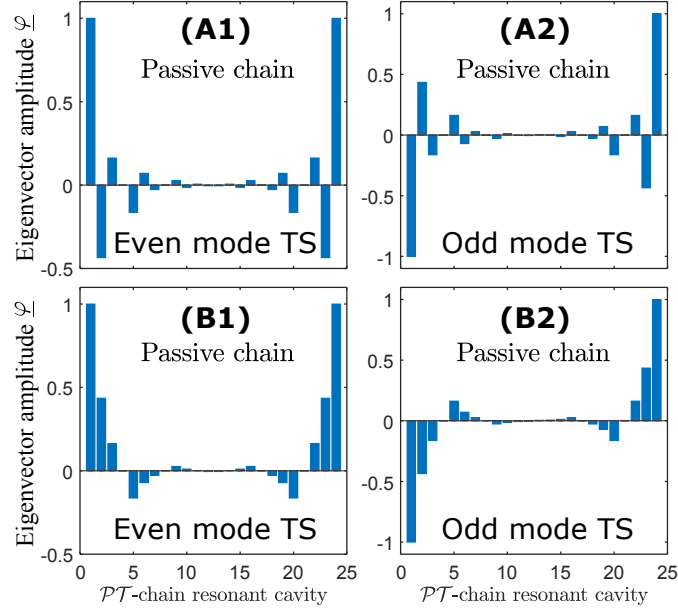 (A1)
Passive chain
Even mode TS
Eigenvector amplitude φ
1
0.5
0
-0.5
(A2)
Passive chain
Odd mode TS
1
0.5
0
-0.5
-1
(B1)
Passive chain
Even mode TS
Eigenvector amplitude φ
1
0.5
0
-0.5
0 5 10 15 20 25
PT-chain resonant cavity
(B2)
Passive chain
Odd mode TS
1
0.5
0
-0.5
-1
0 5 10 15 20 25
PT-chain resonant cavity